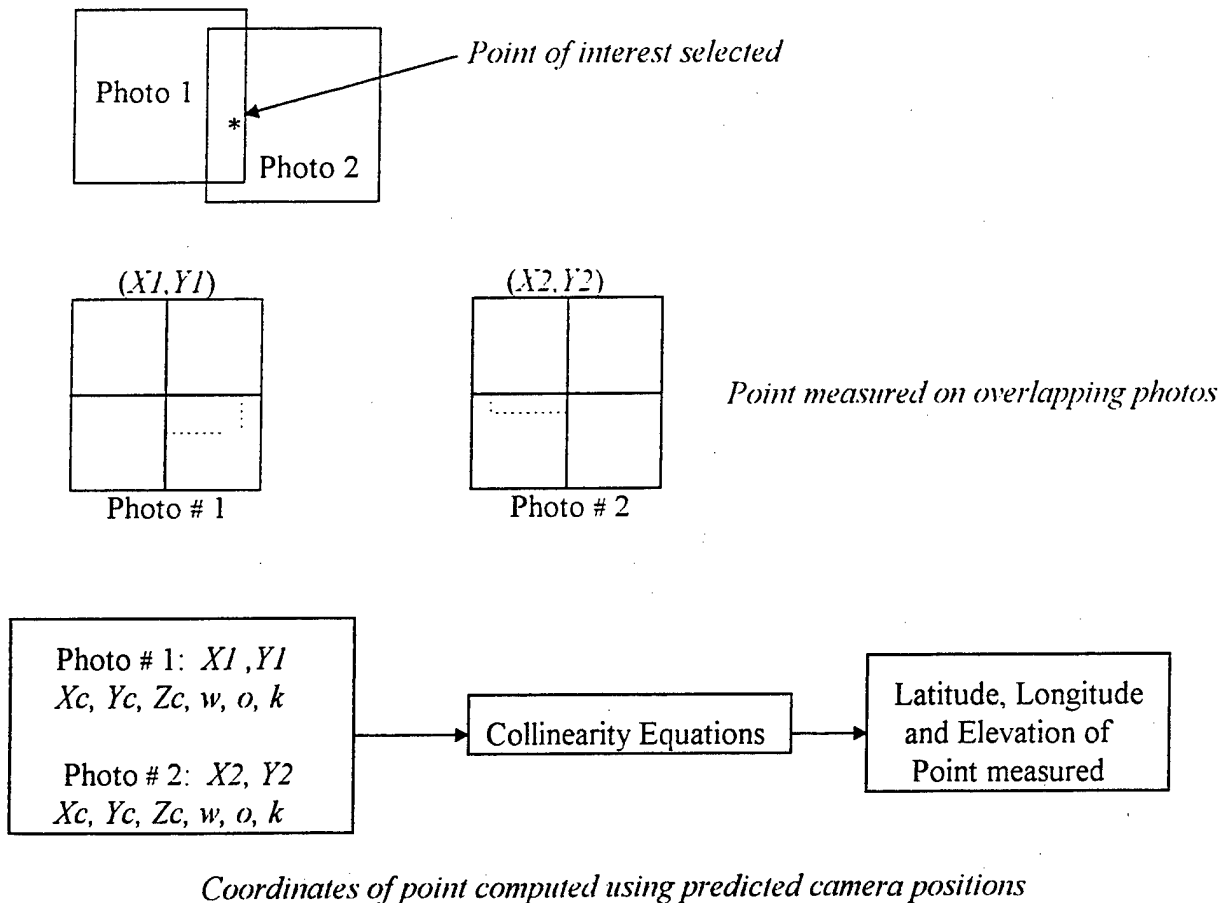 Point of interest selected
Photo 1
*
Photo 2
(X1,Y1)
(X2,Y2)
Point measured on overlapping photos
Photo # 1
Photo # 2
Photo # 1: X1 ,Y1
Xc, Yc, Zc, w, o, k
Photo # 2: X2, Y2
Xc, Yc, Zc, w, o, k
Collinearity Equations
Latitude, Longitude
and Elevation of
Point measured
Coordinates of point computed using predicted camera positions